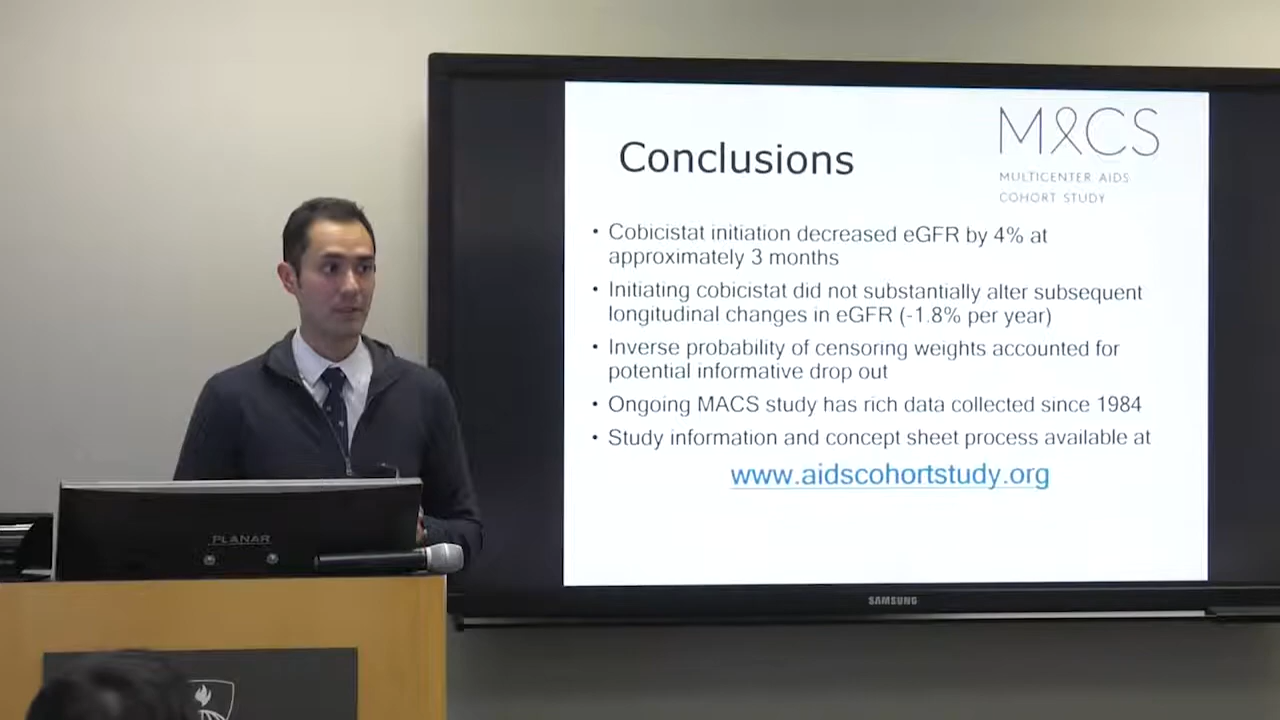 MACS
MULTICENTER AIDS
COHORT STUDY
Conclusions
• Cobicistat initiation decreased eGFR by 4% at
approximately 3 months
• Initiating cobicistat did not substantially alter subsequent
longitudinal changes in eGFR (-1.8% per year)
• Inverse probability of censoring weights accounted for
potential informative drop out
• Ongoing MACS study has rich data collected since 1984
• Study information and concept sheet process available at
www.aidscohortstudy.org
PLANAR
SAMSUNG